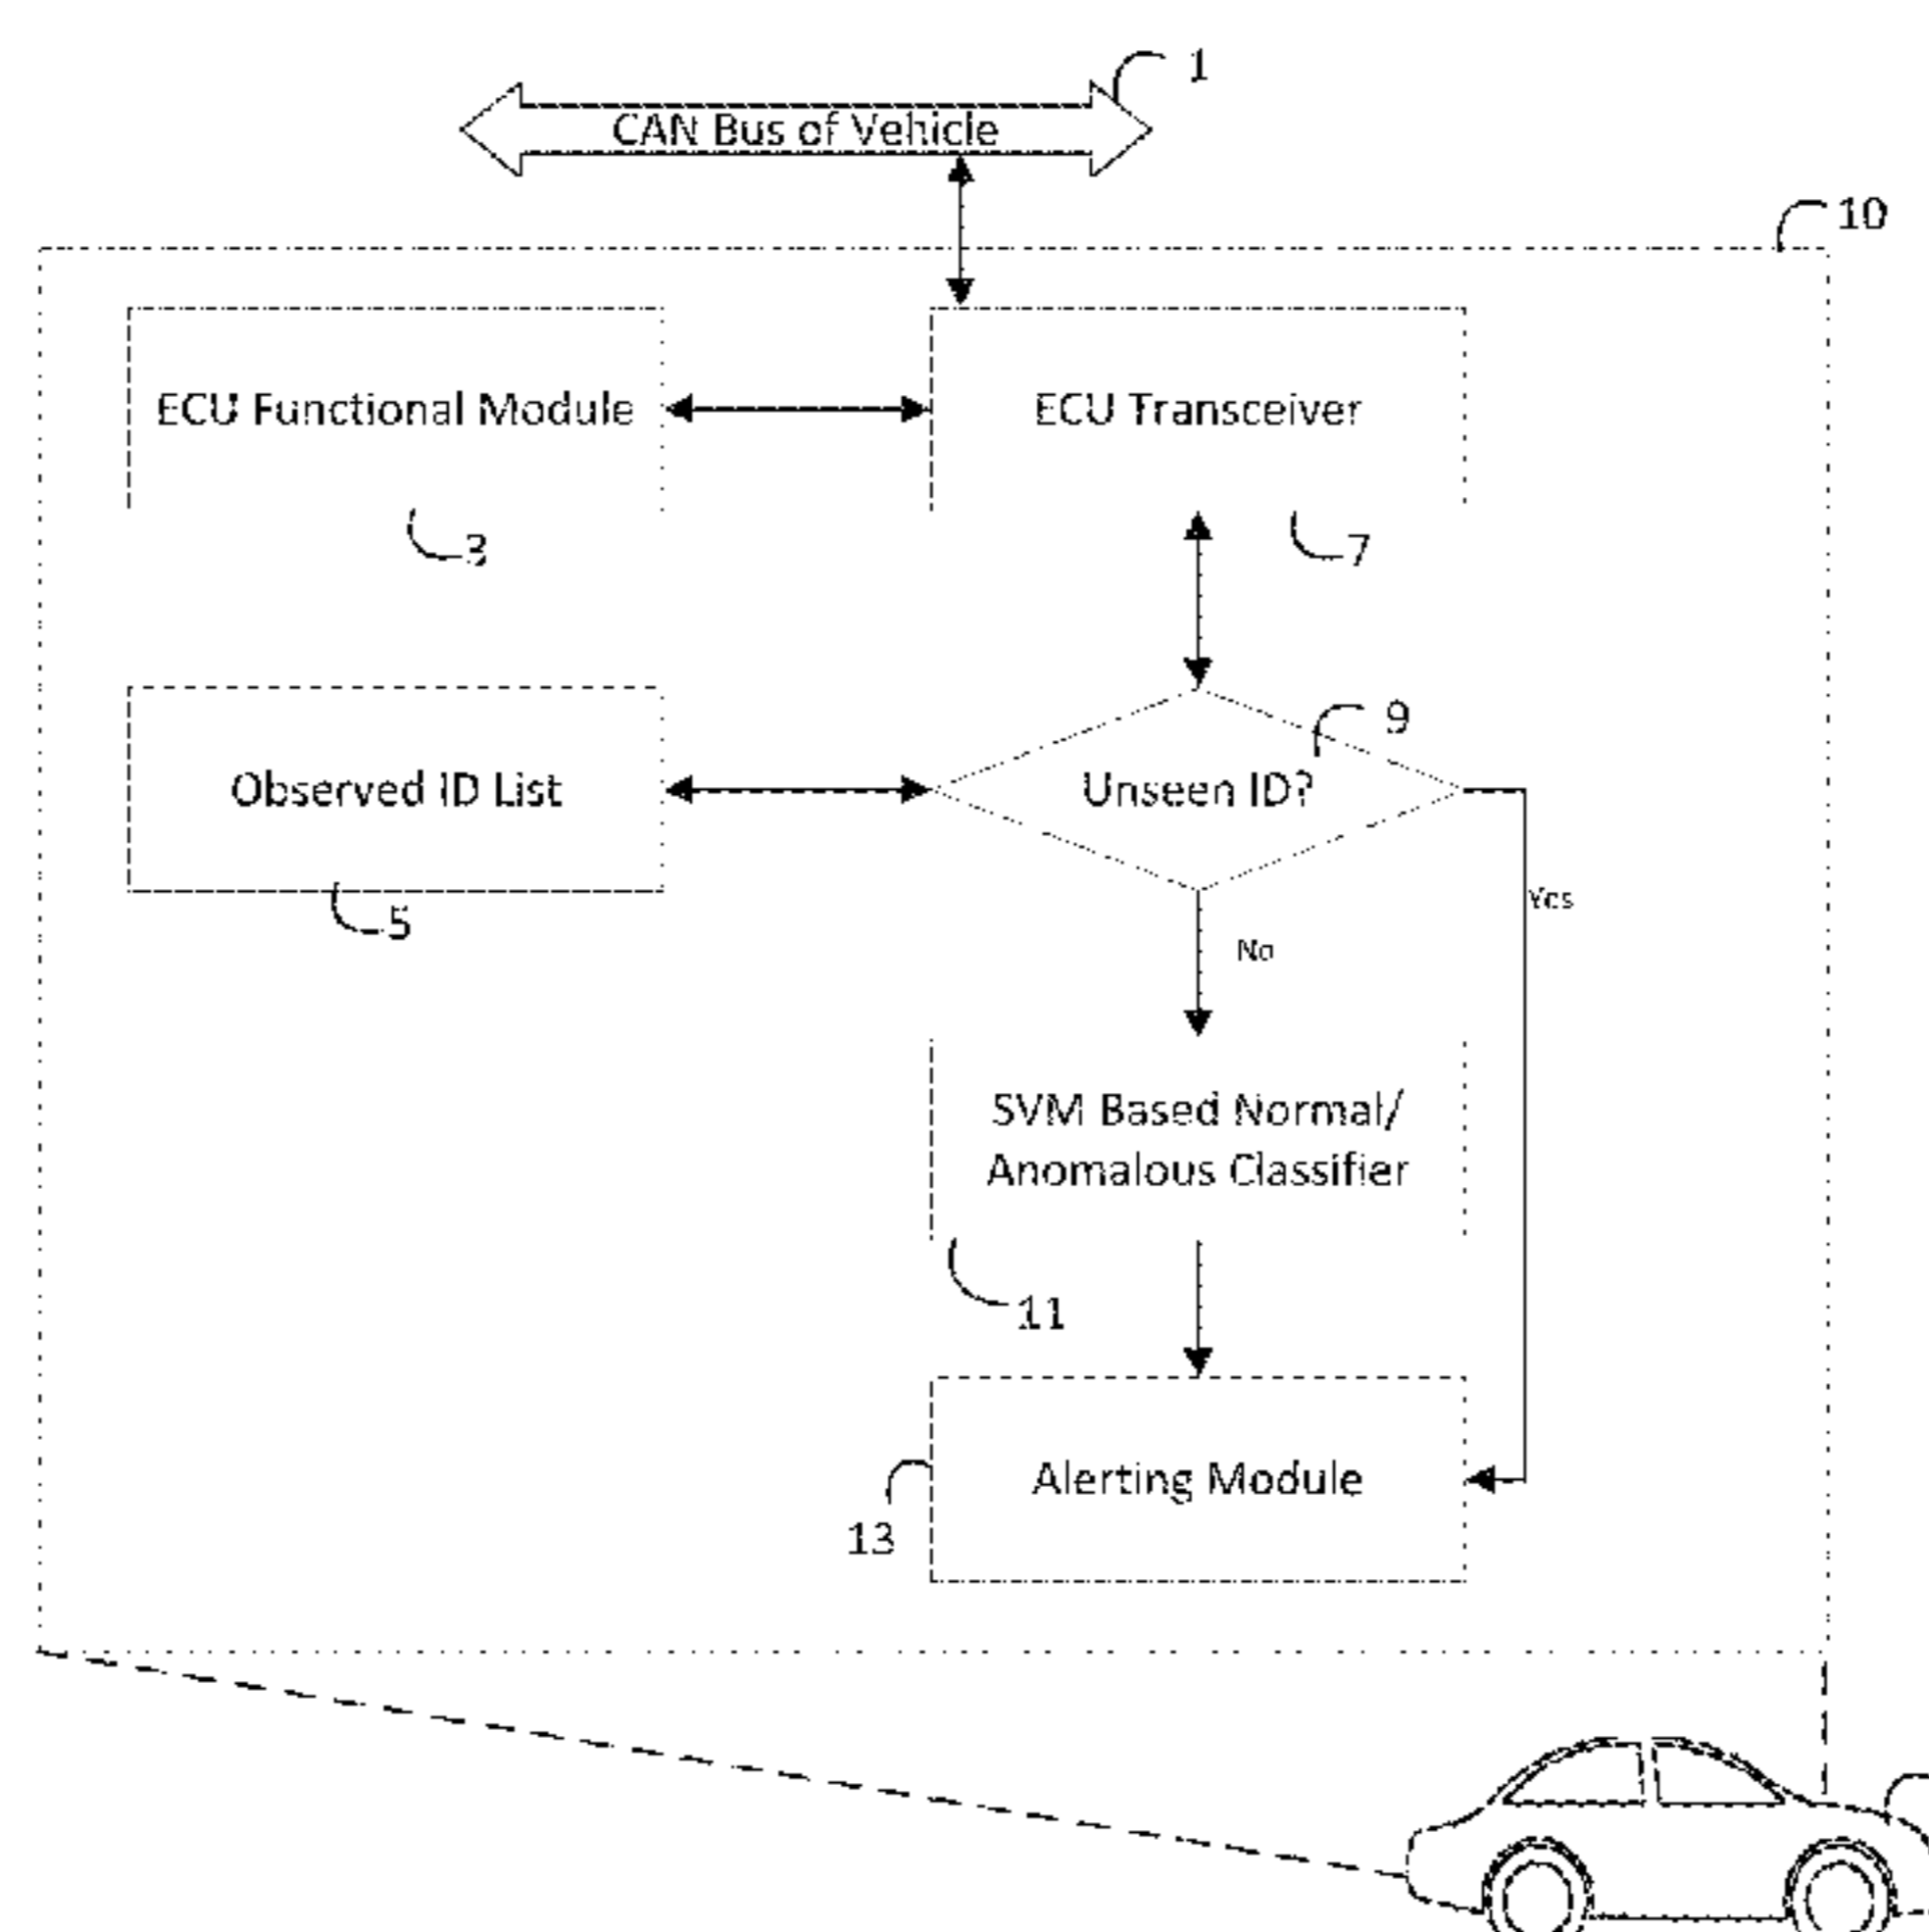 1
CAN Bus of Vehicle
10
ECU Functional Module
ECU Transceiver
3
7
9
Observed ID List
Unseen ID?
5
Yes
No
SVM Based Normal/
Anomalous Classifier
11
Alerting Module
13